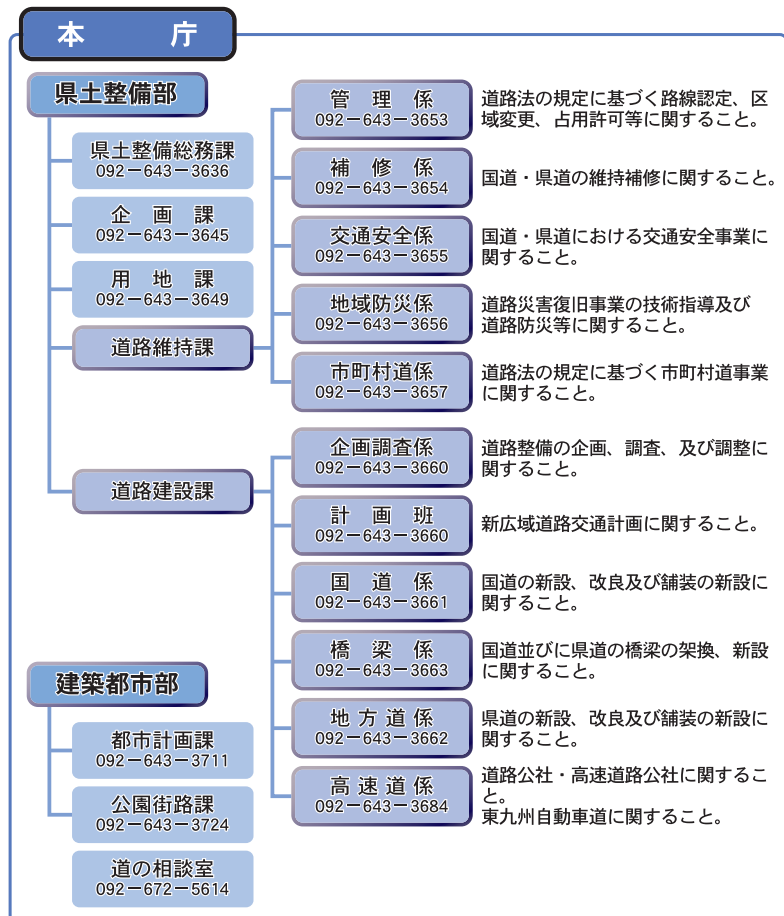 本　庁
県土整備部
県土整備総務課
092−643−3636
企　画　課
092−643−3645
用　地　課
092−643−3649
道路維持課
管　理　係
092−643−3653
道路法の規定に基づく路線認定、区
域変更、占用許可等に関すること。
補　修　係
092−643−3654
国道・県道の維持補修に関すること。
交通安全係
092−643−3655
国道・県道における交通安全事業に
関すること。
地域防災係
092−643−3656
道路災害復旧事業の技術指導及び
道路防災等に関すること。
市町村道係
092−643−3657
道路法の規定に基づく市町村道事業
に関すること。
道路建設課
企画調査係
092−643−3660
道路整備の企画、調査、及び調整に
関すること。
計　画　班
092−643−3660
新広域道路交通計画に関すること。
国　道　係
092−643−3661
国道の新設、改良及び舗装の新設に
関すること。
橋　梁　係
092−643−3663
国道並びに県道の橋梁の架換、新設
に関すること。
地 方 道 係
092−643−3662
県道の新設、改良及び舗装の新設に
関すること。
高 速 道 係
092−643−3684
道路公社・高速道路公社に関するこ
と。
東九州自動車道に関すること。
建築都市部
都市計画課
092−643−3711
公園街路課
092−643−3724
道の相談室
092−672−5614